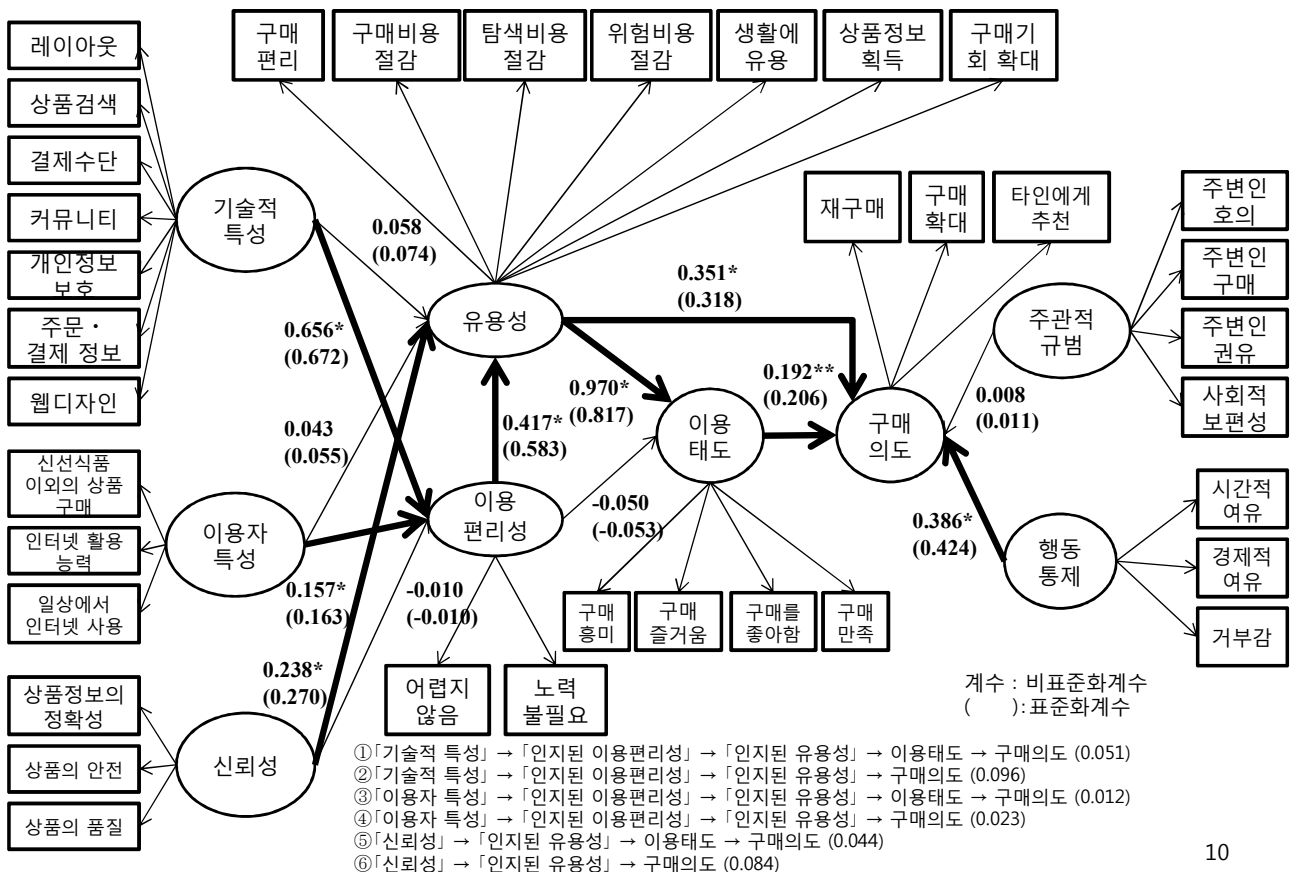 레이아웃
상품검색
결제수단
커뮤니티
개인정보
보호
주문・
결제 정보
웹디자인
신선식품
이외의 상품
구매
인터넷 활용
능력
일상에서
인터넷 사용
상품정보의
정확성
상품의 안전
상품의 품질
구매
편리
구매비용
절감
탐색비용
절감
위험비용
절감
생활에
유용
상품정보
획득
구매기
회 확대
기술적
특성
이용자
특성
신뢰성
0.058
(0.074)
0.656*
(0.672)
0.043
(0.055)
0.157*
(0.163)
0.238*
(0.270)
-0.010
(-0.010)
유용성
0.417*
(0.583)
이용
편리성
어렵지
않음
노력
불필요
0.351*
(0.318)
0.970*
(0.817)
-0.050
(-0.053)
이용
태도
구매
흥미
구매
즐거움
구매를
좋아함
구매
만족
0.192**
(0.206)
재구매
구매
확대
타인에게
추천
구매
의도
0.008
(0.011)
0.386*
(0.424)
주관적
규범
주변인
호의
주변인
구매
주변인
권유
사회적
보편성
행동
통제
시간적
여유
경제적
여유
거부감
계수 : 비표준화계수
( ):표준화계수
①「기술적 특성」 → 「인지된 이용편리성」 → 「인지된 유용성」 → 이용태도 → 구매의도 (0.051)
②「기술적 특성」 → 「인지된 이용편리성」 → 「인지된 유용성」 → 구매의도 (0.096)
③「이용자 특성」 → 「인지된 이용편리성」 → 「인지된 유용성」 → 이용태도 → 구매의도 (0.012)
④「이용자 특성」 → 「인지된 이용편리성」 → 「인지된 유용성」 → 구매의도 (0.023)
⑤「신뢰성」 → 「인지된 유용성」 → 이용태도 → 구매의도 (0.044)
⑥「신뢰성」 → 「인지된 유용성」 → 구매의도 (0.084)
10